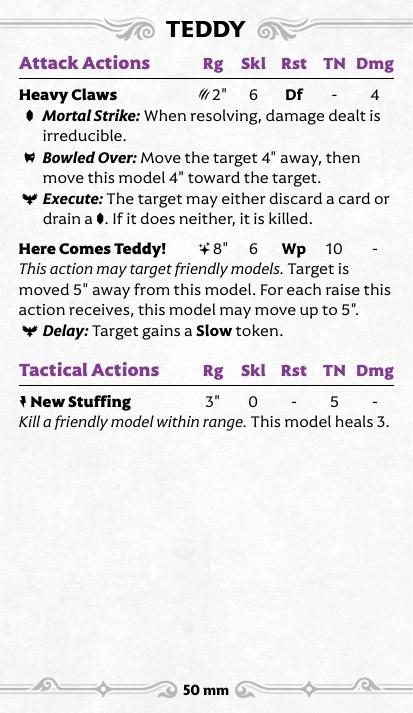 TEDDY
Attack Actions Rg Skl Rst TN Dmg
Heavy Claws 2" 6 Df - 4
Mortal Strike: When resolving, damage dealt is
irreducible.
Bowled Over: Move the target 4" away, then
move this model 4" toward the target.
Execute: The target may either discard a card or
drain a . If it does neither, it is killed.
Here Comes Teddy! 8" 6 Wp 10 -
This action may target friendly models. Target is
moved 5" away from this model. For each raise this
action receives, this model may move up to 5".
Delay: Target gains a Slow token.
Tactical Actions Rg Skl Rst TN Dmg
New Stuffing 3" 0 - 5 -
Kill a friendly model within range. This model heals 3.
50 mm